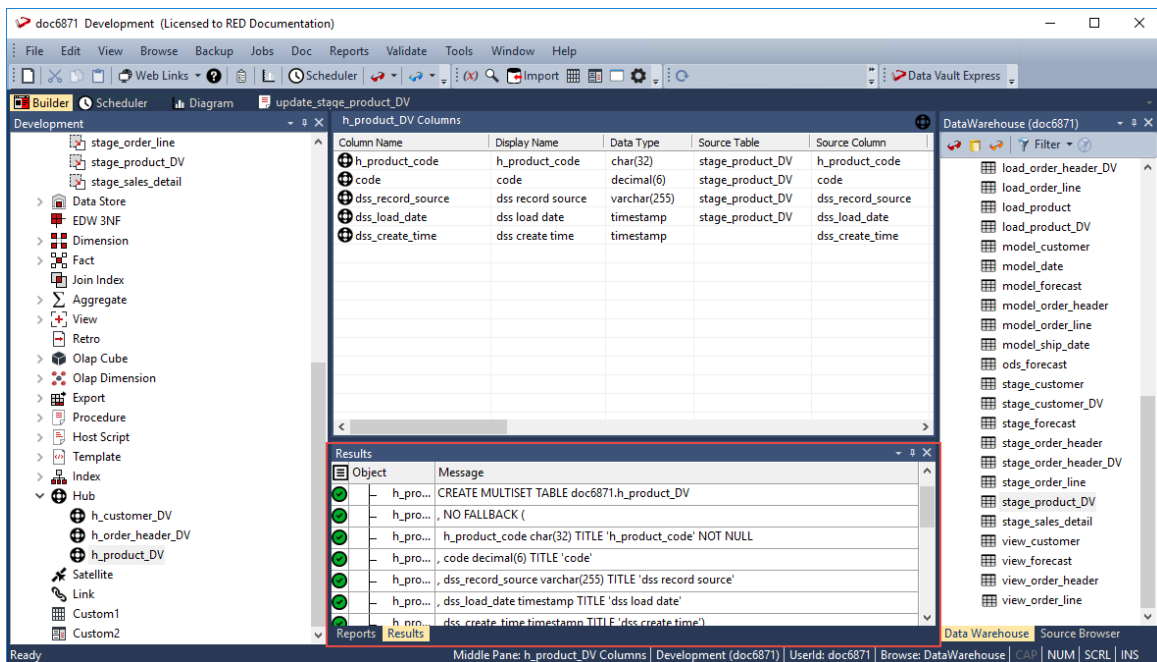 doc6871 Development (Licensed to RED Documentation)
File Edit View Browse Backup Jobs Doc Reports Validate Tools Window Help
Web Links Scheduler (x) Import Data Vault Express
Builder Scheduler Diagram update_stage_product_DV
Development
stage_order_line
stage_product_DV
stage_sales_detail
Data Store
EDW 3NF
Dimension
Fact
Join Index
Aggregate
View
Retro
Olap Cube
Olap Dimension
Export
Procedure
Host Script
Template
Index
Hub
h_customer_DV
h_order_header_DV
h_product_DV
Satellite
Link
Custom1
Custom2
h_product_DV Columns
Column Name Display Name Data Type Source Table Source Column
h_product_code h_product_code char(32) stage_product_DV h_product_code
code code decimal(6) stage_product_DV code
dss_record_source dss record source varchar(255) stage_product_DV dss_record_source
dss_load_date dss load date timestamp stage_product_DV dss_load_date
dss_create_time dss create time timestamp dss_create_time
Results
Object Message
h_pro... CREATE MULTISET TABLE doc6871.h_product_DV
h_pro... , NO FALLBACK (
h_pro... h_product_code char(32) TITLE 'h_product_code' NOT NULL
h_pro... , code decimal(6) TITLE 'code'
h_pro... , dss_record_source varchar(255) TITLE 'dss record source'
h_pro... , dss_load_date timestamp TITLE 'dss load date'
h_pro... , dss_create_time timestamp TITLE 'dss create time')
Reports Results
DataWarehouse (doc6871)
Filter
load_order_header_DV
load_order_line
load_product
load_product_DV
model_customer
model_date
model_forecast
model_order_header
model_order_line
model_ship_date
ods_forecast
stage_customer
stage_customer_DV
stage_forecast
stage_order_header
stage_order_header_DV
stage_order_line
stage_product_DV
stage_sales_detail
view_customer
view_forecast
view_order_header
view_order_line
Data Warehouse Source Browser
Ready Middle Pane: h_product_DV Columns Development (doc6871) UserId: doc6871 Browse: DataWarehouse CAP NUM SCRL INS